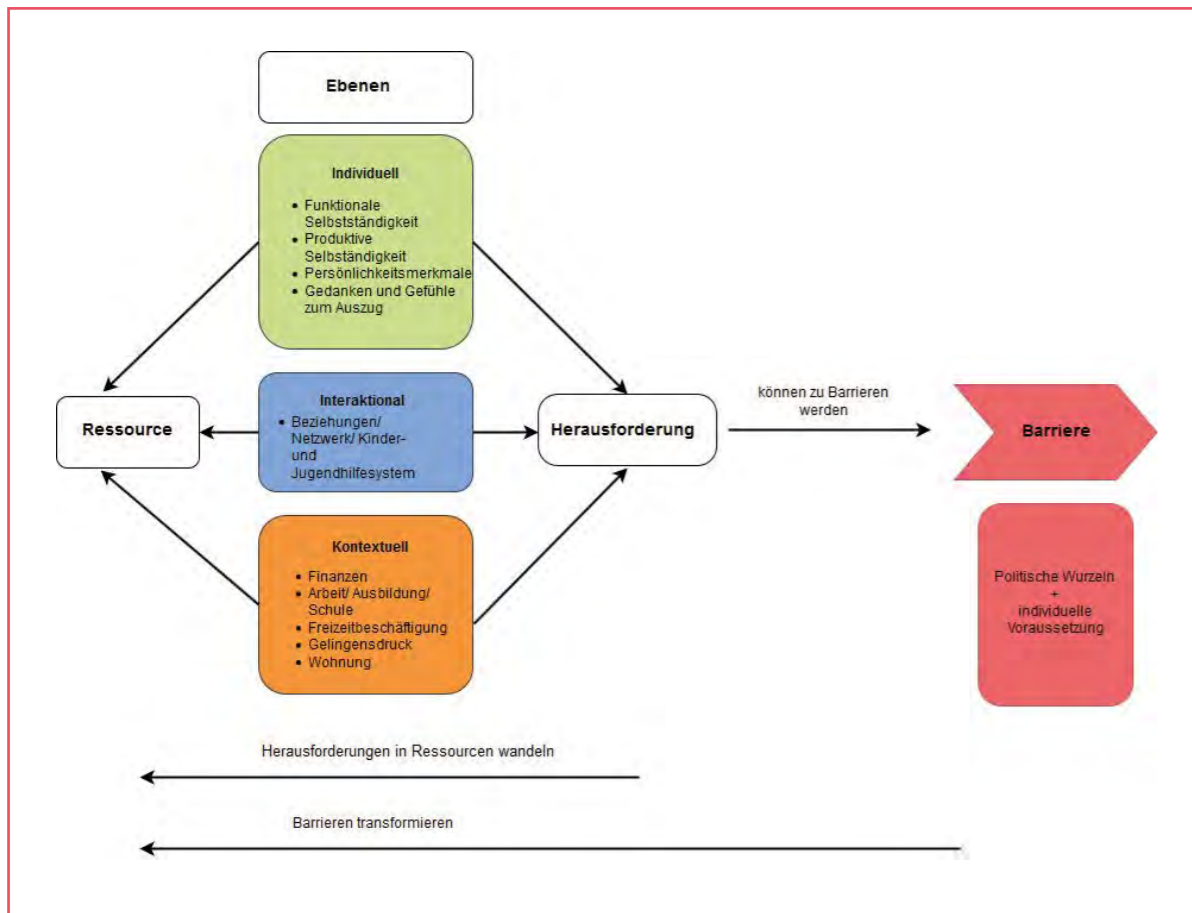 Ebenen
Individuell
• Funktionale
Selbstständigkeit
• Produktive
Selbständigkeit
• Persönlichkeitsmerkmale
• Gedanken und Gefühle
zum Auszug
Ressource
Interaktional
• Beziehungen/
Netzwerk/ Kinder-
und
Jugendhilfesystem
Herausforderung
können zu Barrieren
werden
Barriere
Kontextuell
• Finanzen
• Arbeit/ Ausbildung/
Schule
• Freizeitbeschäftigung
• Gelingensdruck
• Wohnung
Politische Wurzeln
+
individuelle
Voraussetzung
Herausforderungen in Ressourcen wandeln
Barrieren transformieren